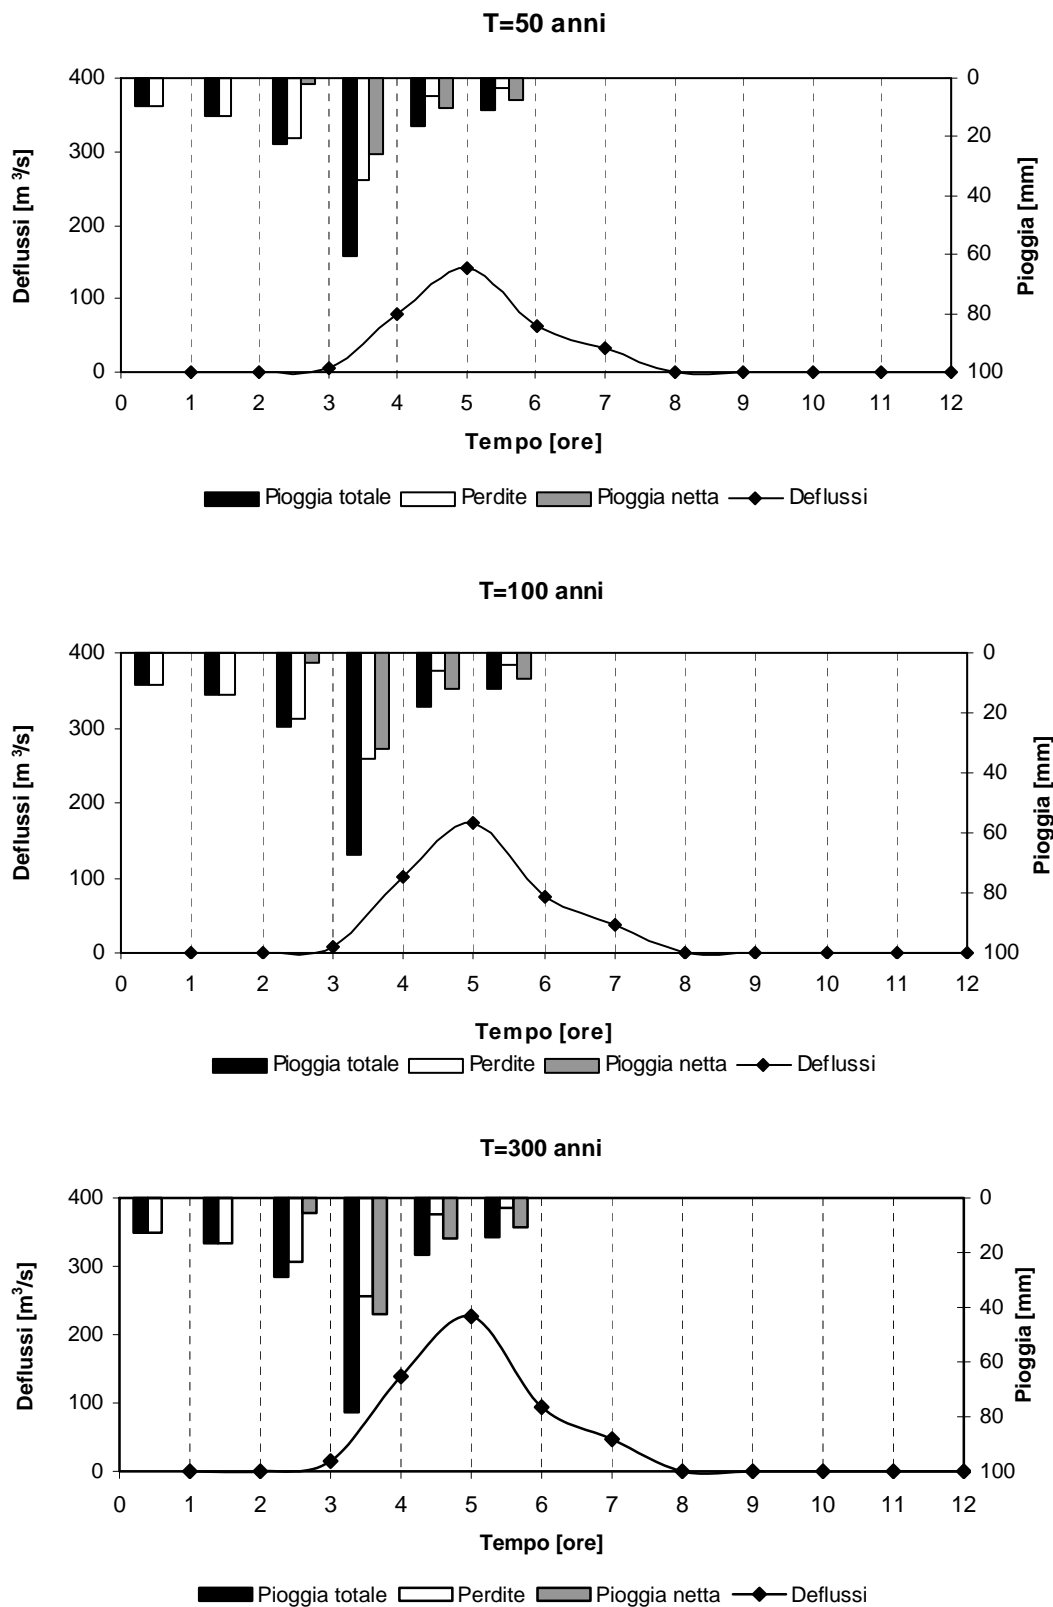 T=50 anni
400
300
200
100
0
Deflussi [m³/s]
0
20
40
60
80
100
Pioggia [mm]
0 1 2 3 4 5 6 7 8 9 10 11 12
Tempo [ore]
Pioggia totale Perdite Pioggia netta Deflussi
T=100 anni
400
300
200
100
0
Deflussi [m³/s]
0
20
40
60
80
100
Pioggia [mm]
0 1 2 3 4 5 6 7 8 9 10 11 12
Tempo [ore]
Pioggia totale Perdite Pioggia netta Deflussi
T=300 anni
400
300
200
100
0
Deflussi [m³/s]
0
20
40
60
80
100
Pioggia [mm]
0 1 2 3 4 5 6 7 8 9 10 11 12
Tempo [ore]
Pioggia totale Perdite Pioggia netta Deflussi